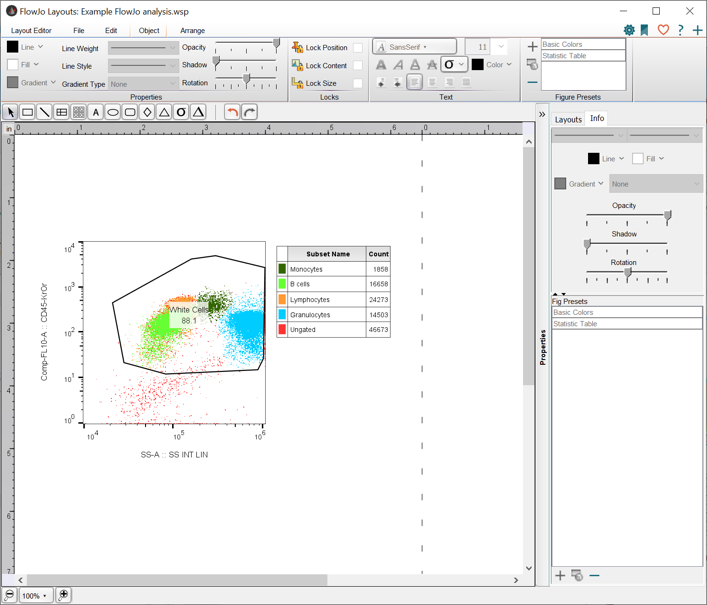 FlowJo Layouts: Example FlowJo analysis.wsp
Layout Editor File Edit Object Arrange
Line Line Weight Opacity Lock Position SansSerif 11 Basic Colors
Fill Line Style Shadow Lock Content A A A A σ Color Statistic Table
Gradient Gradient Type None Rotation Lock Size
Properties Locks Text Figure Presets
A σ
Layouts Info
in 0 1 2 3 4 5 6 0 1
Line Fill
Gradient None
Opacity
Shadow
Rotation
Fig Presets
Basic Colors
Statistic Table
Properties
0
1
2
3
4
5
6
7
Comp-FL10-A :: CD45-KrOr
10^4
10^3
10^2
10^1
10^0
White Cells
88.1
10^4 10^5 10^6
SS-A :: SS INT LIN
Subset Name Count
Monocytes 1858
B cells 16658
Lymphocytes 24273
Granulocytes 14503
Ungated 46673
100%